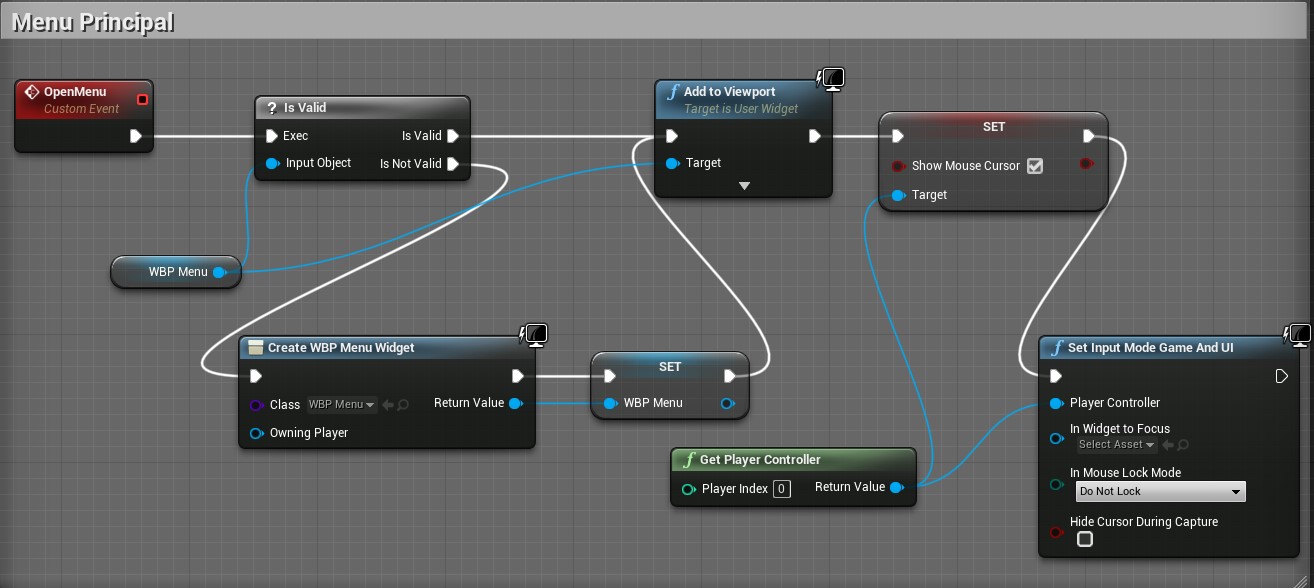 Menu Principal
OpenMenu
Custom Event
? Is Valid
Exec
Is Valid
Input Object
Is Not Valid
f Add to Viewport
Target is User Widget
Target
SET
Show Mouse Cursor
Target
WBP Menu
Create WBP Menu Widget
Class WBP Menu
Return Value
Owning Player
SET
WBP Menu
f Get Player Controller
Player Index 0
Return Value
f Set Input Mode Game And UI
Player Controller
In Widget to Focus
Select Asset
In Mouse Lock Mode
Do Not Lock
Hide Cursor During Capture